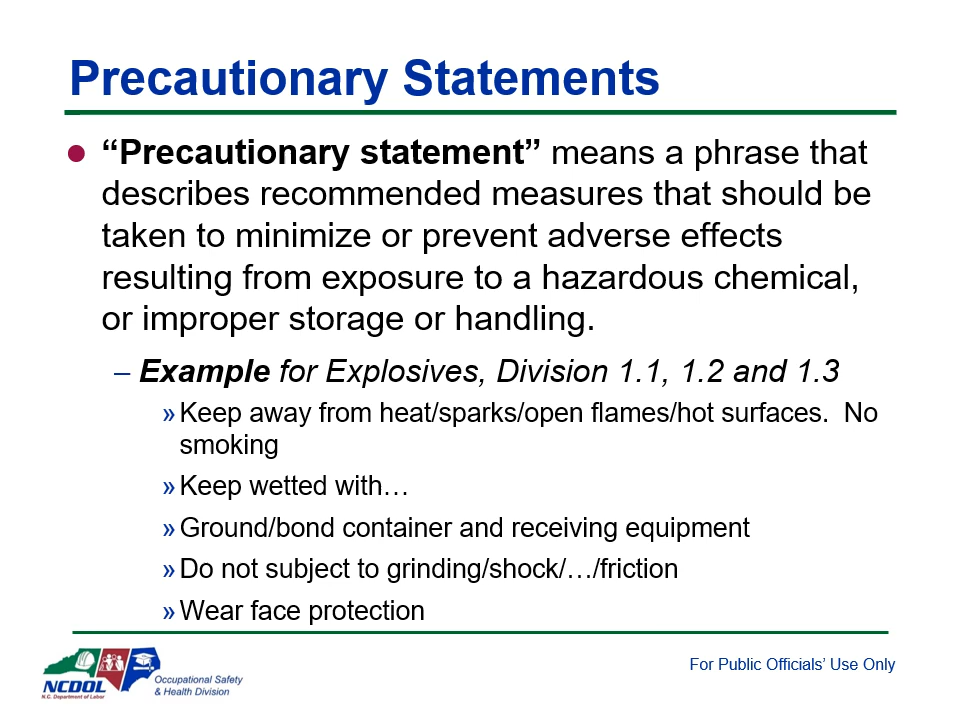 Precautionary Statements
“Precautionary statement” means a phrase that
describes recommended measures that should be
taken to minimize or prevent adverse effects
resulting from exposure to a hazardous chemical,
or improper storage or handling.
– Example for Explosives, Division 1.1, 1.2 and 1.3
» Keep away from heat/sparks/open flames/hot surfaces.  No
smoking
» Keep wetted with…
» Ground/bond container and receiving equipment
» Do not subject to grinding/shock/…/friction
» Wear face protection
NCDOL
N.C. Department of Labor
Occupational Safety
& Health Division
For Public Officials’ Use Only